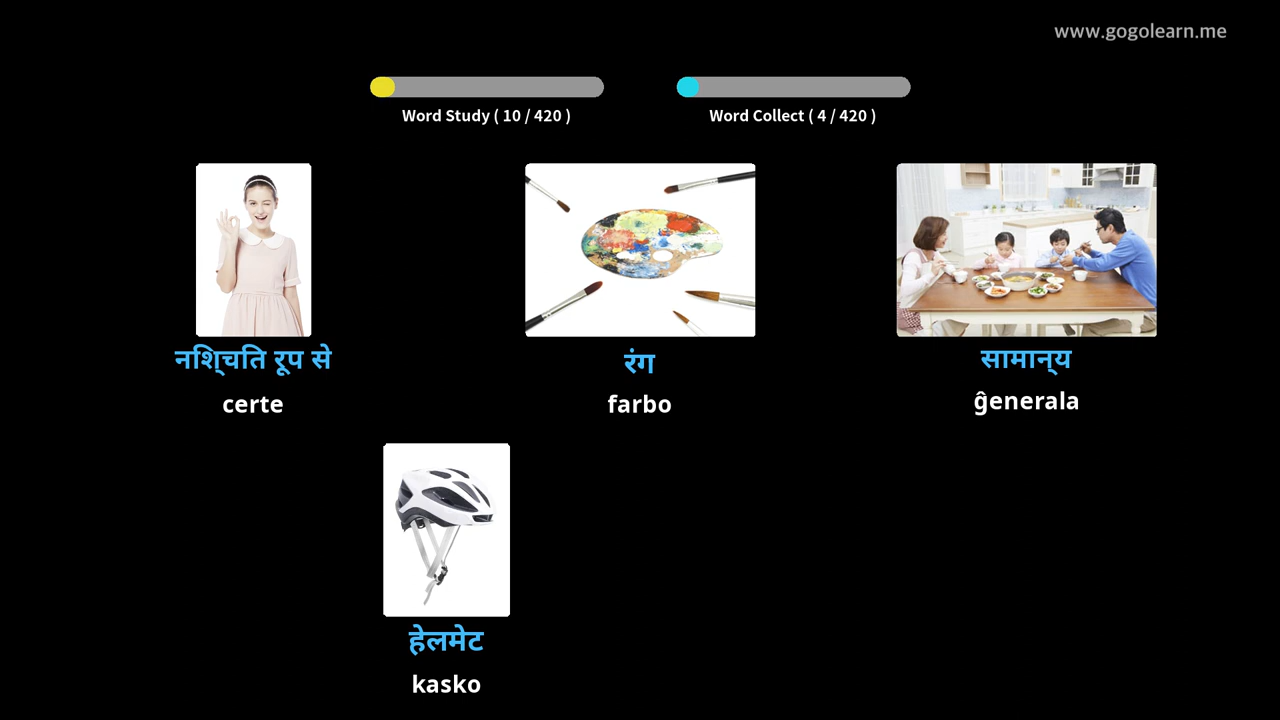 www.gogolearn.me
Word Study ( 10 / 420 )
Word Collect ( 4 / 420 )
निश्चित रूप से
certe
रंग
farbo
सामान्य
ĝenerala
हेलमेट
kasko